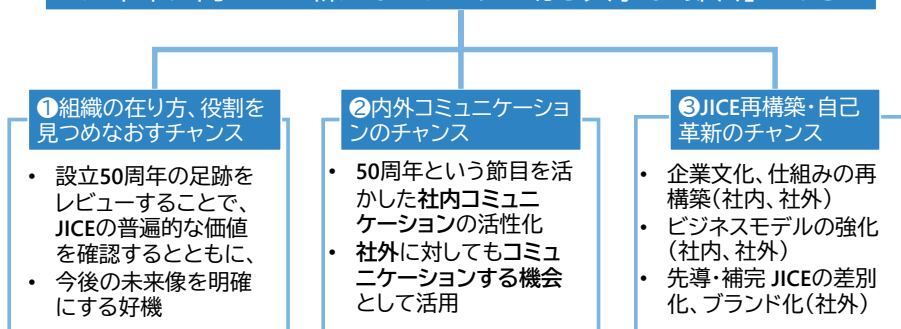 ❶組織の在り方、役割を
見つめなおすチャンス
• 設立50周年の足跡を
レビューすることで、
JICEの普遍的な価値
を確認するとともに、
• 今後の未来像を明確
にする好機
❷内外コミュニケーショ
ンのチャンス
• 50周年という節目を活
かした社内コミュニ
ケーションの活性化
• 社外に対してもコミュ
ニケーションする機会
として活用
❸JICE再構築・自己
革新のチャンス
• 企業文化、仕組みの再
構築（社内、社外）
• ビジネスモデルの強化
（社内、社外）
• 先導・補完 JICEの差別
化、ブランド化（社外）